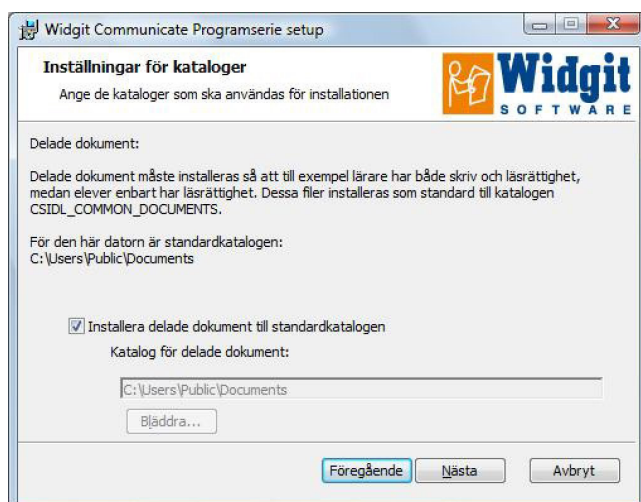 Widgit Communicate Programserie setup
Inställningar för kataloger
Ange de kataloger som ska användas för installationen
Widgit
SOFTWARE
Delade dokument:
Delade dokument måste installeras så att till exempel lärare har både skriv och läsrättighet,
medan elever enbart har läsrättighet. Dessa filer installeras som standard till katalogen
CSIDL_COMMON_DOCUMENTS.
För den här datorn är standardkatalogen:
C:\Users\Public\Documents
Installera delade dokument till standardkatalogen
Katalog för delade dokument:
C:\Users\Public\Documents
Bläddra...
Föregående Nästa Avbryt